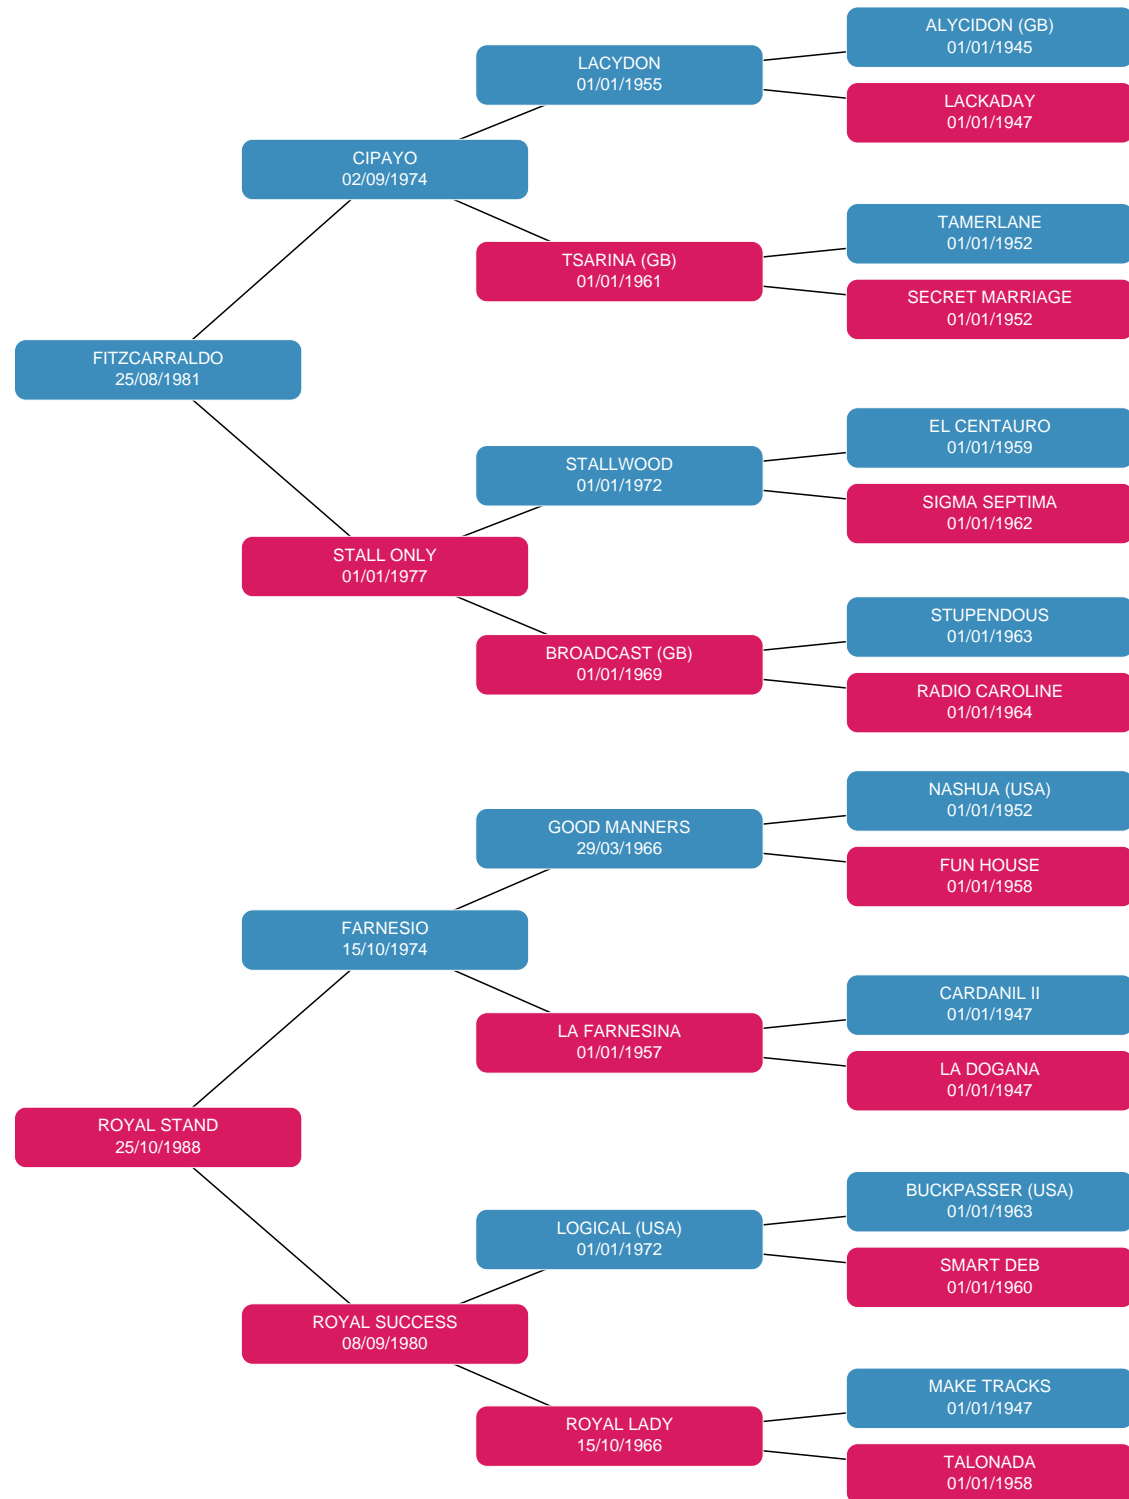 ALYCIDON (GB)
01/01/1945
LACYDON
01/01/1955
LACKADAY
01/01/1947
CIPAYO
02/09/1974
TAMERLANE
01/01/1952
TSARINA (GB)
01/01/1961
SECRET MARRIAGE
01/01/1952
FITZCARRALDO
25/08/1981
EL CENTAURO
01/01/1959
STALLWOOD
01/01/1972
SIGMA SEPTIMA
01/01/1962
STALL ONLY
01/01/1977
STUPENDOUS
01/01/1963
BROADCAST (GB)
01/01/1969
RADIO CAROLINE
01/01/1964
NASHUA (USA)
01/01/1952
GOOD MANNERS
29/03/1966
FUN HOUSE
01/01/1958
FARNESIO
15/10/1974
CARDANIL II
01/01/1947
LA FARNESINA
01/01/1957
LA DOGANA
01/01/1947
ROYAL STAND
25/10/1988
BUCKPASSER (USA)
01/01/1963
LOGICAL (USA)
01/01/1972
SMART DEB
01/01/1960
ROYAL SUCCESS
08/09/1980
MAKE TRACKS
01/01/1947
ROYAL LADY
15/10/1966
TALONADA
01/01/1958